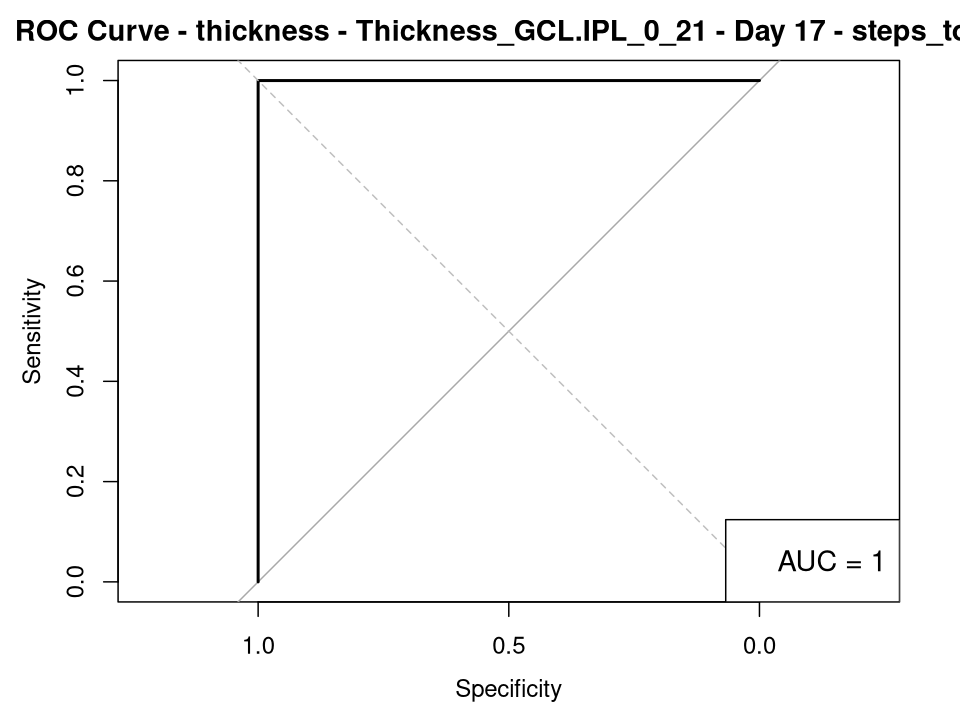 ROC Curve - thickness - Thickness_GCL.IPL_0_21 - Day 17 - steps_to
1.0
0.8
0.6
0.4
0.2
0.0
Sensitivity
AUC = 1
1.0 0.5 0.0
Specificity